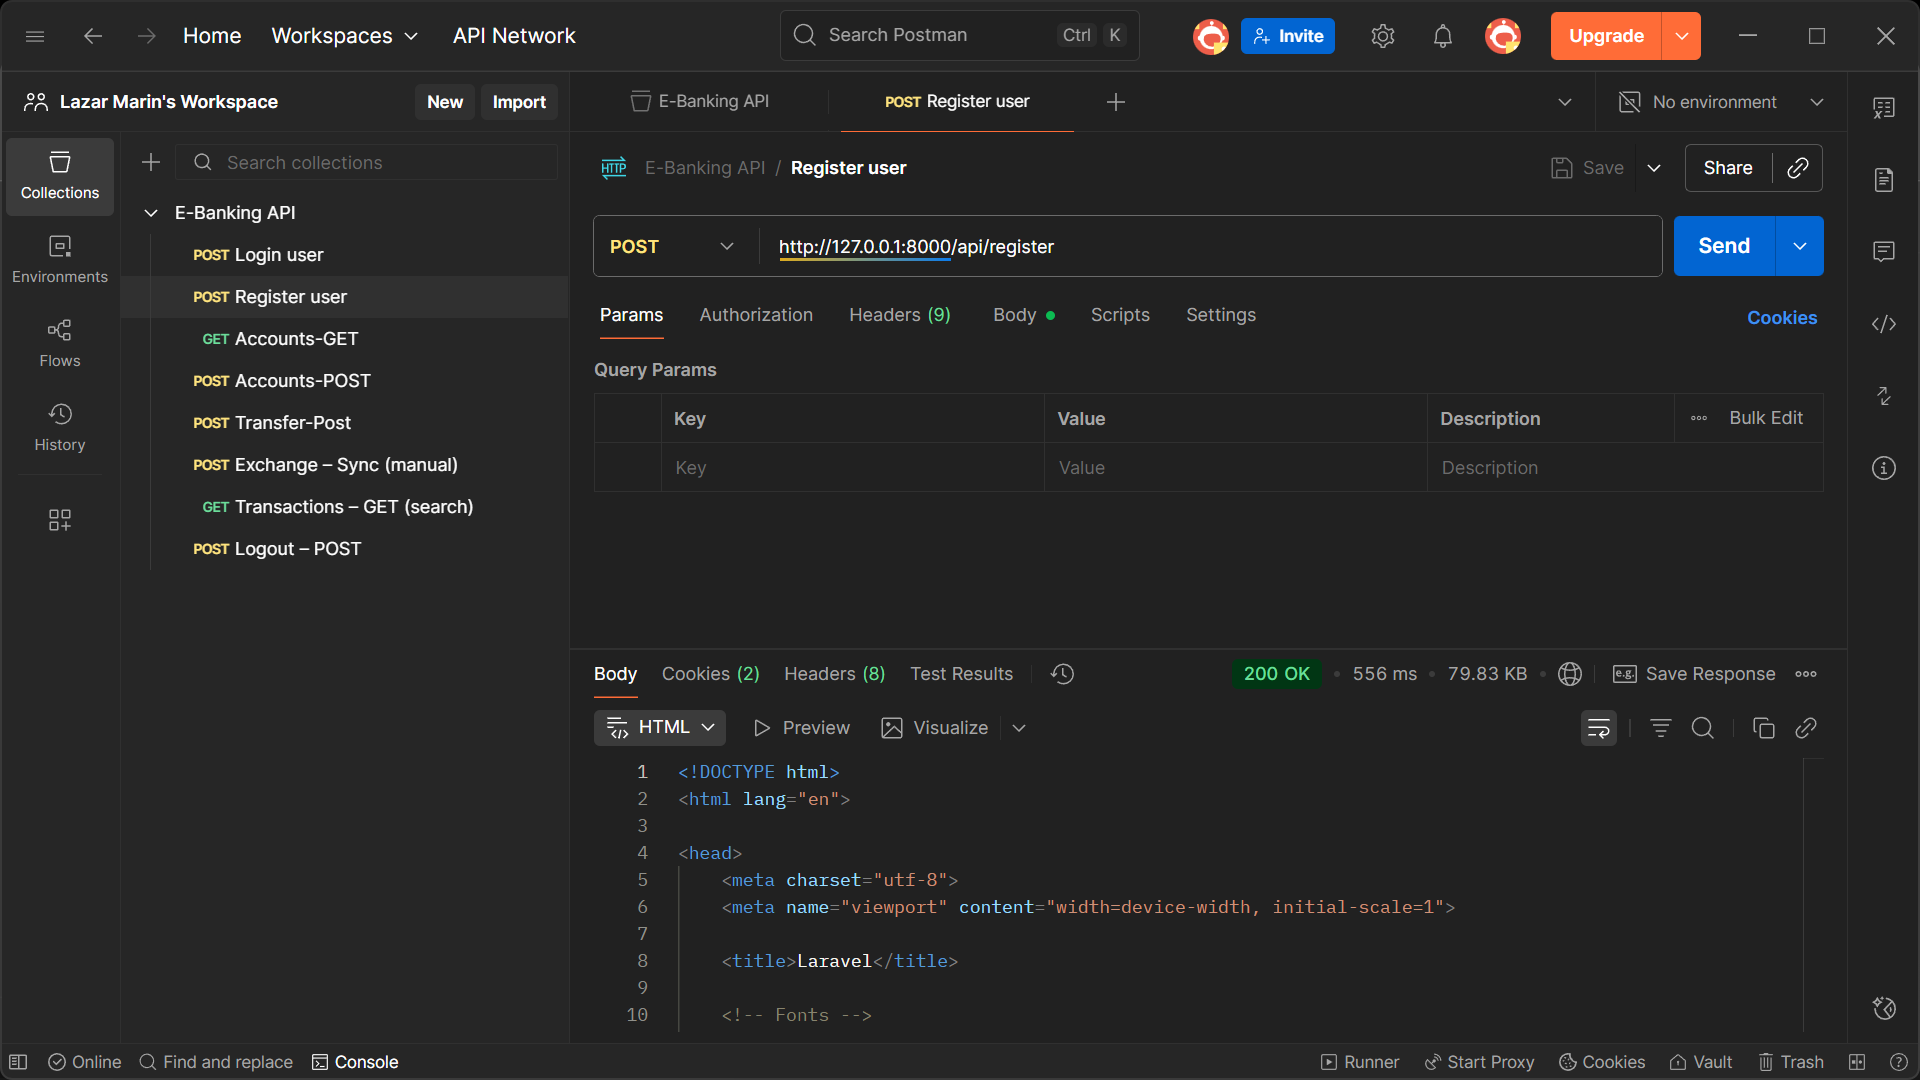 Home Workspaces API Network Search Postman Ctrl K Invite Upgrade
Lazar Marin's Workspace New Import E-Banking API POST Register user No environment
Collections
Environments
Flows
History
Search collections
E-Banking API
POST Login user
POST Register user
GET Accounts-GET
POST Accounts-POST
POST Transfer-Post
POST Exchange – Sync (manual)
GET Transactions – GET (search)
POST Logout – POST
HTTP E-Banking API / Register user Save Share
POST http://127.0.0.1:8000/api/register Send
Params Authorization Headers (9) Body Scripts Settings Cookies
Query Params
Key Value Description Bulk Edit
Key Value Description
Body Cookies (2) Headers (8) Test Results 200 OK • 556 ms • 79.83 KB • e.g. Save Response
HTML Preview Visualize
1 <!DOCTYPE html>
2 <html lang="en">
3
4 <head>
5 <meta charset="utf-8">
6 <meta name="viewport" content="width=device-width, initial-scale=1">
7
8 <title>Laravel</title>
9
10 <!-- Fonts -->
Online Find and replace Console Runner Start Proxy Cookies Vault Trash